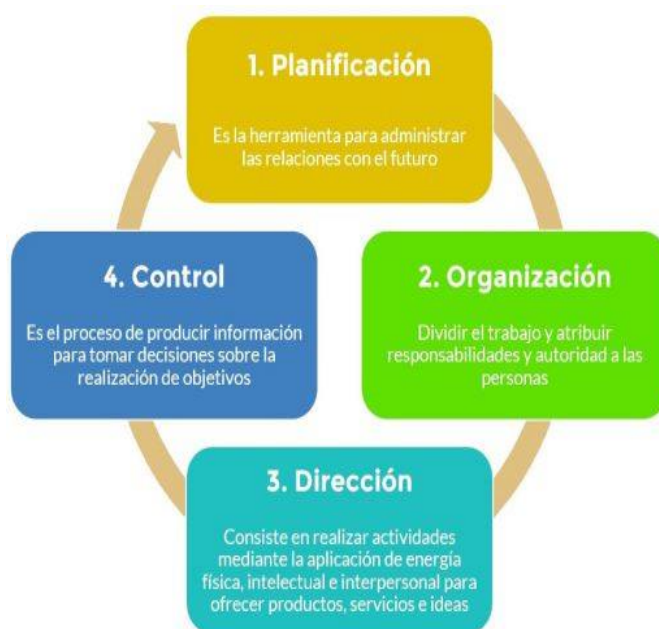 1. Planificación
Es la herramienta para administrar
las relaciones con el futuro
2. Organización
Dividir el trabajo y atribuir
responsabilidades y autoridad a las
personas
3. Dirección
Consiste en realizar actividades
mediante la aplicación de energía
física, intelectual e interpersonal para
ofrecer productos, servicios e ideas
4. Control
Es el proceso de producir información
para tomar decisiones sobre la
realización de objetivos